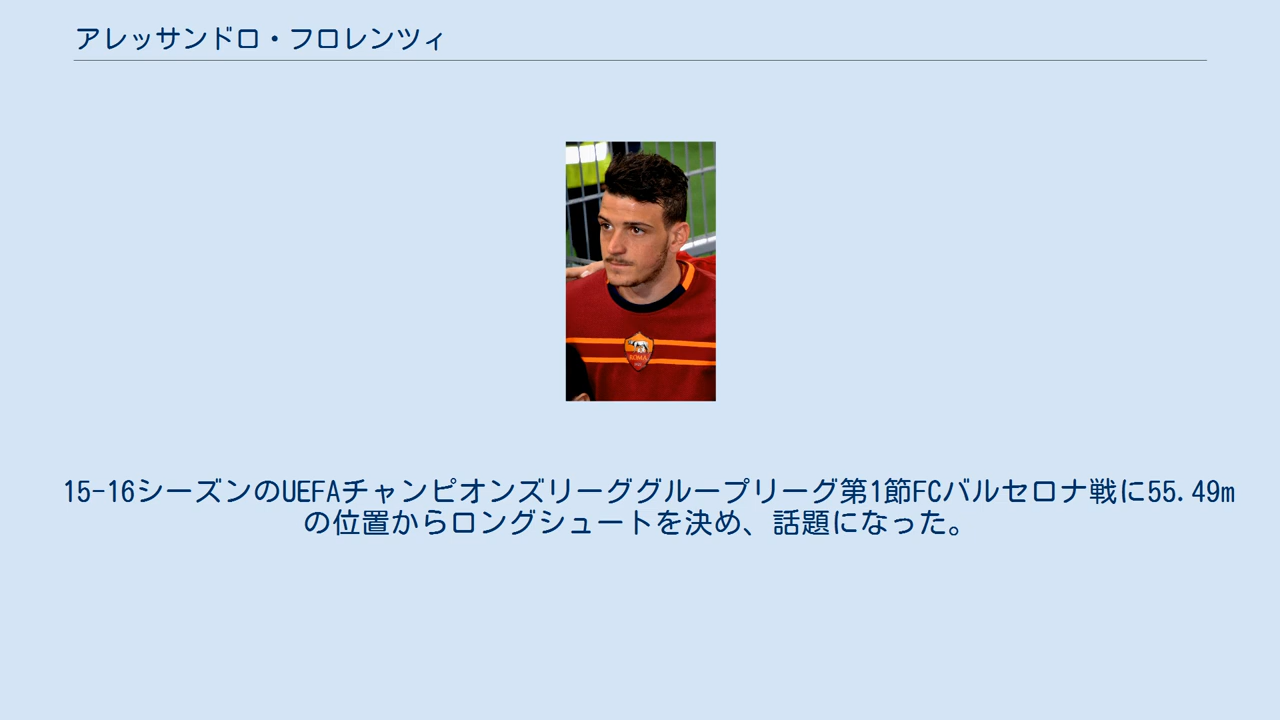 アレッサンドロ・フロレンツィ
ROMA
15-16シーズンのUEFAチャンピオンズリーググループリーグ第1節FCバルセロナ戦に55.49m
の位置からロングシュートを決め、話題になった。